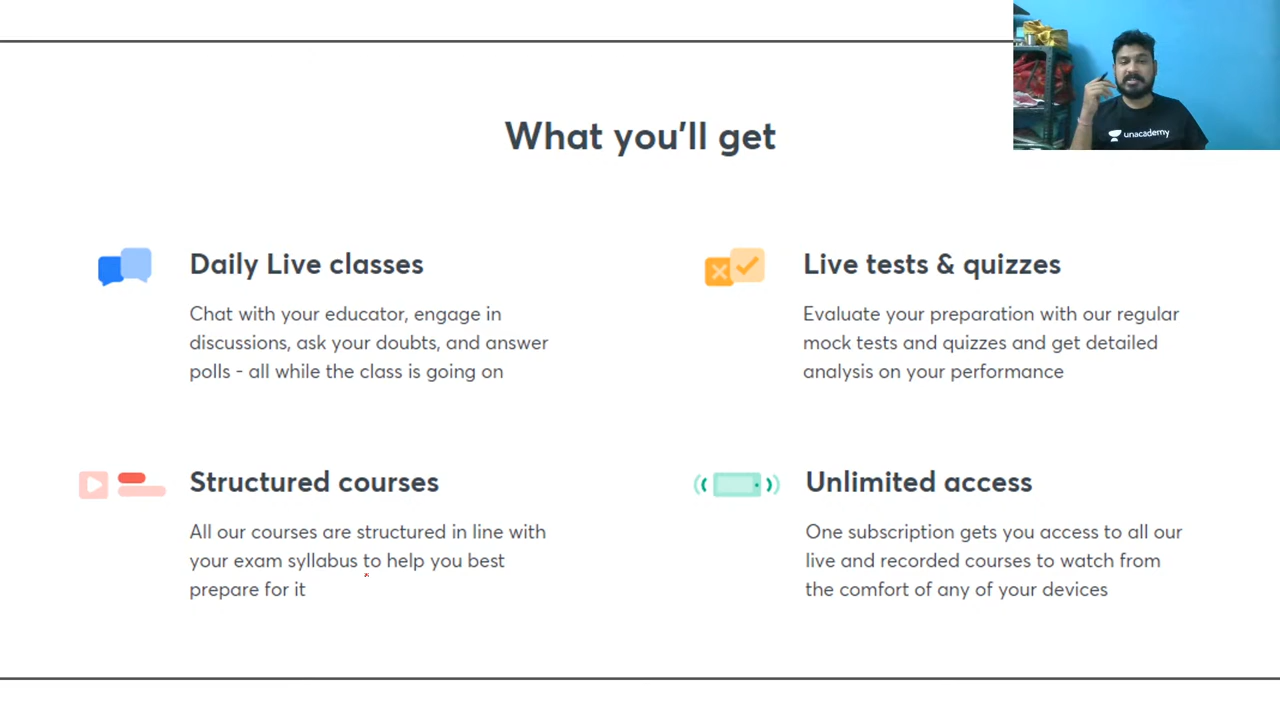 What you'll get
unacademy
Daily Live classes
Chat with your educator, engage in
discussions, ask your doubts, and answer
polls - all while the class is going on
Live tests & quizzes
Evaluate your preparation with our regular
mock tests and quizzes and get detailed
analysis on your performance
Structured courses
All our courses are structured in line with
your exam syllabus to help you best
prepare for it
Unlimited access
One subscription gets you access to all our
live and recorded courses to watch from
the comfort of any of your devices